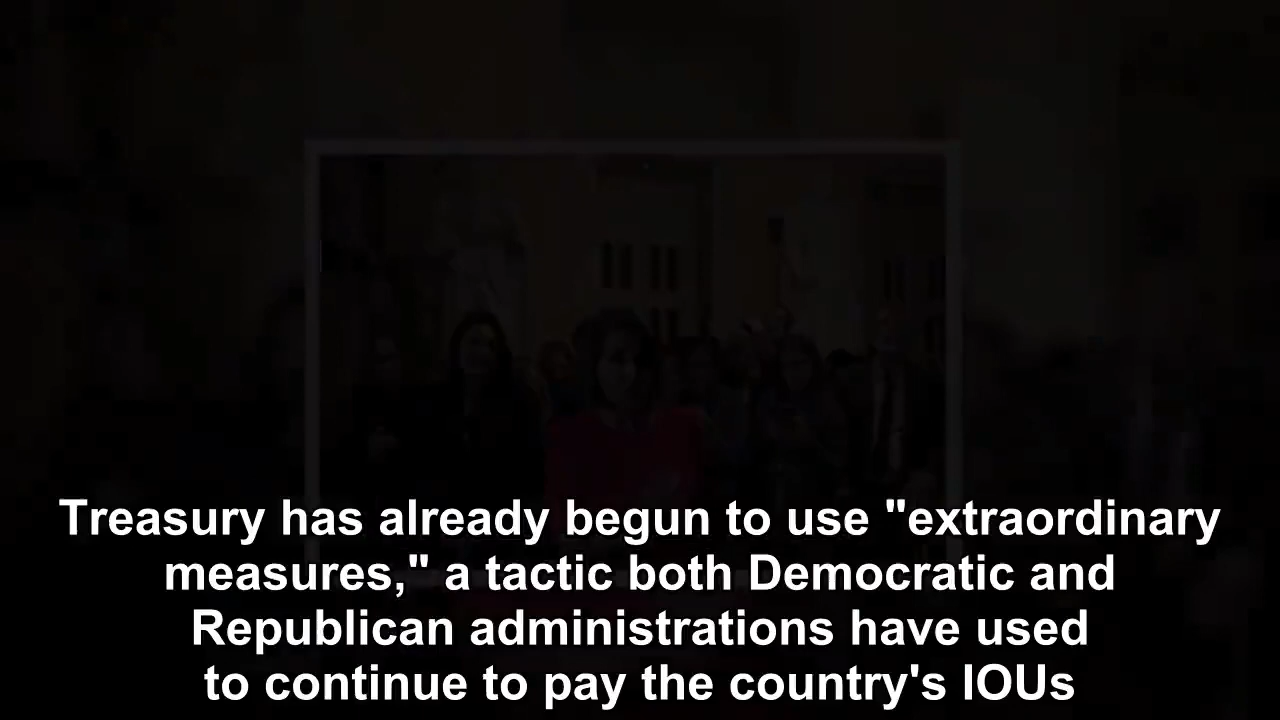 Treasury has already begun to use "extraordinary
measures," a tactic both Democratic and
Republican administrations have used
to continue to pay the country's IOUs